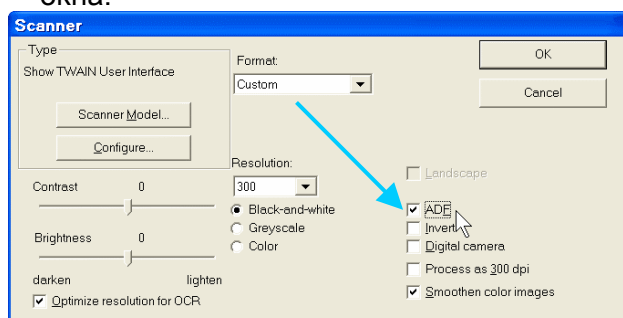 окна.
Scanner
Type
Show TWAIN User Interface
Scanner Model...
Configure...
Format:
Custom
OK
Cancel
Resolution:
300
Black-and-white
Greyscale
Color
Contrast 0
Brightness 0
darken lighten
Optimize resolution for OCR
Landscape
ADF
Invert
Digital camera
Process as 300 dpi
Smoothen color images